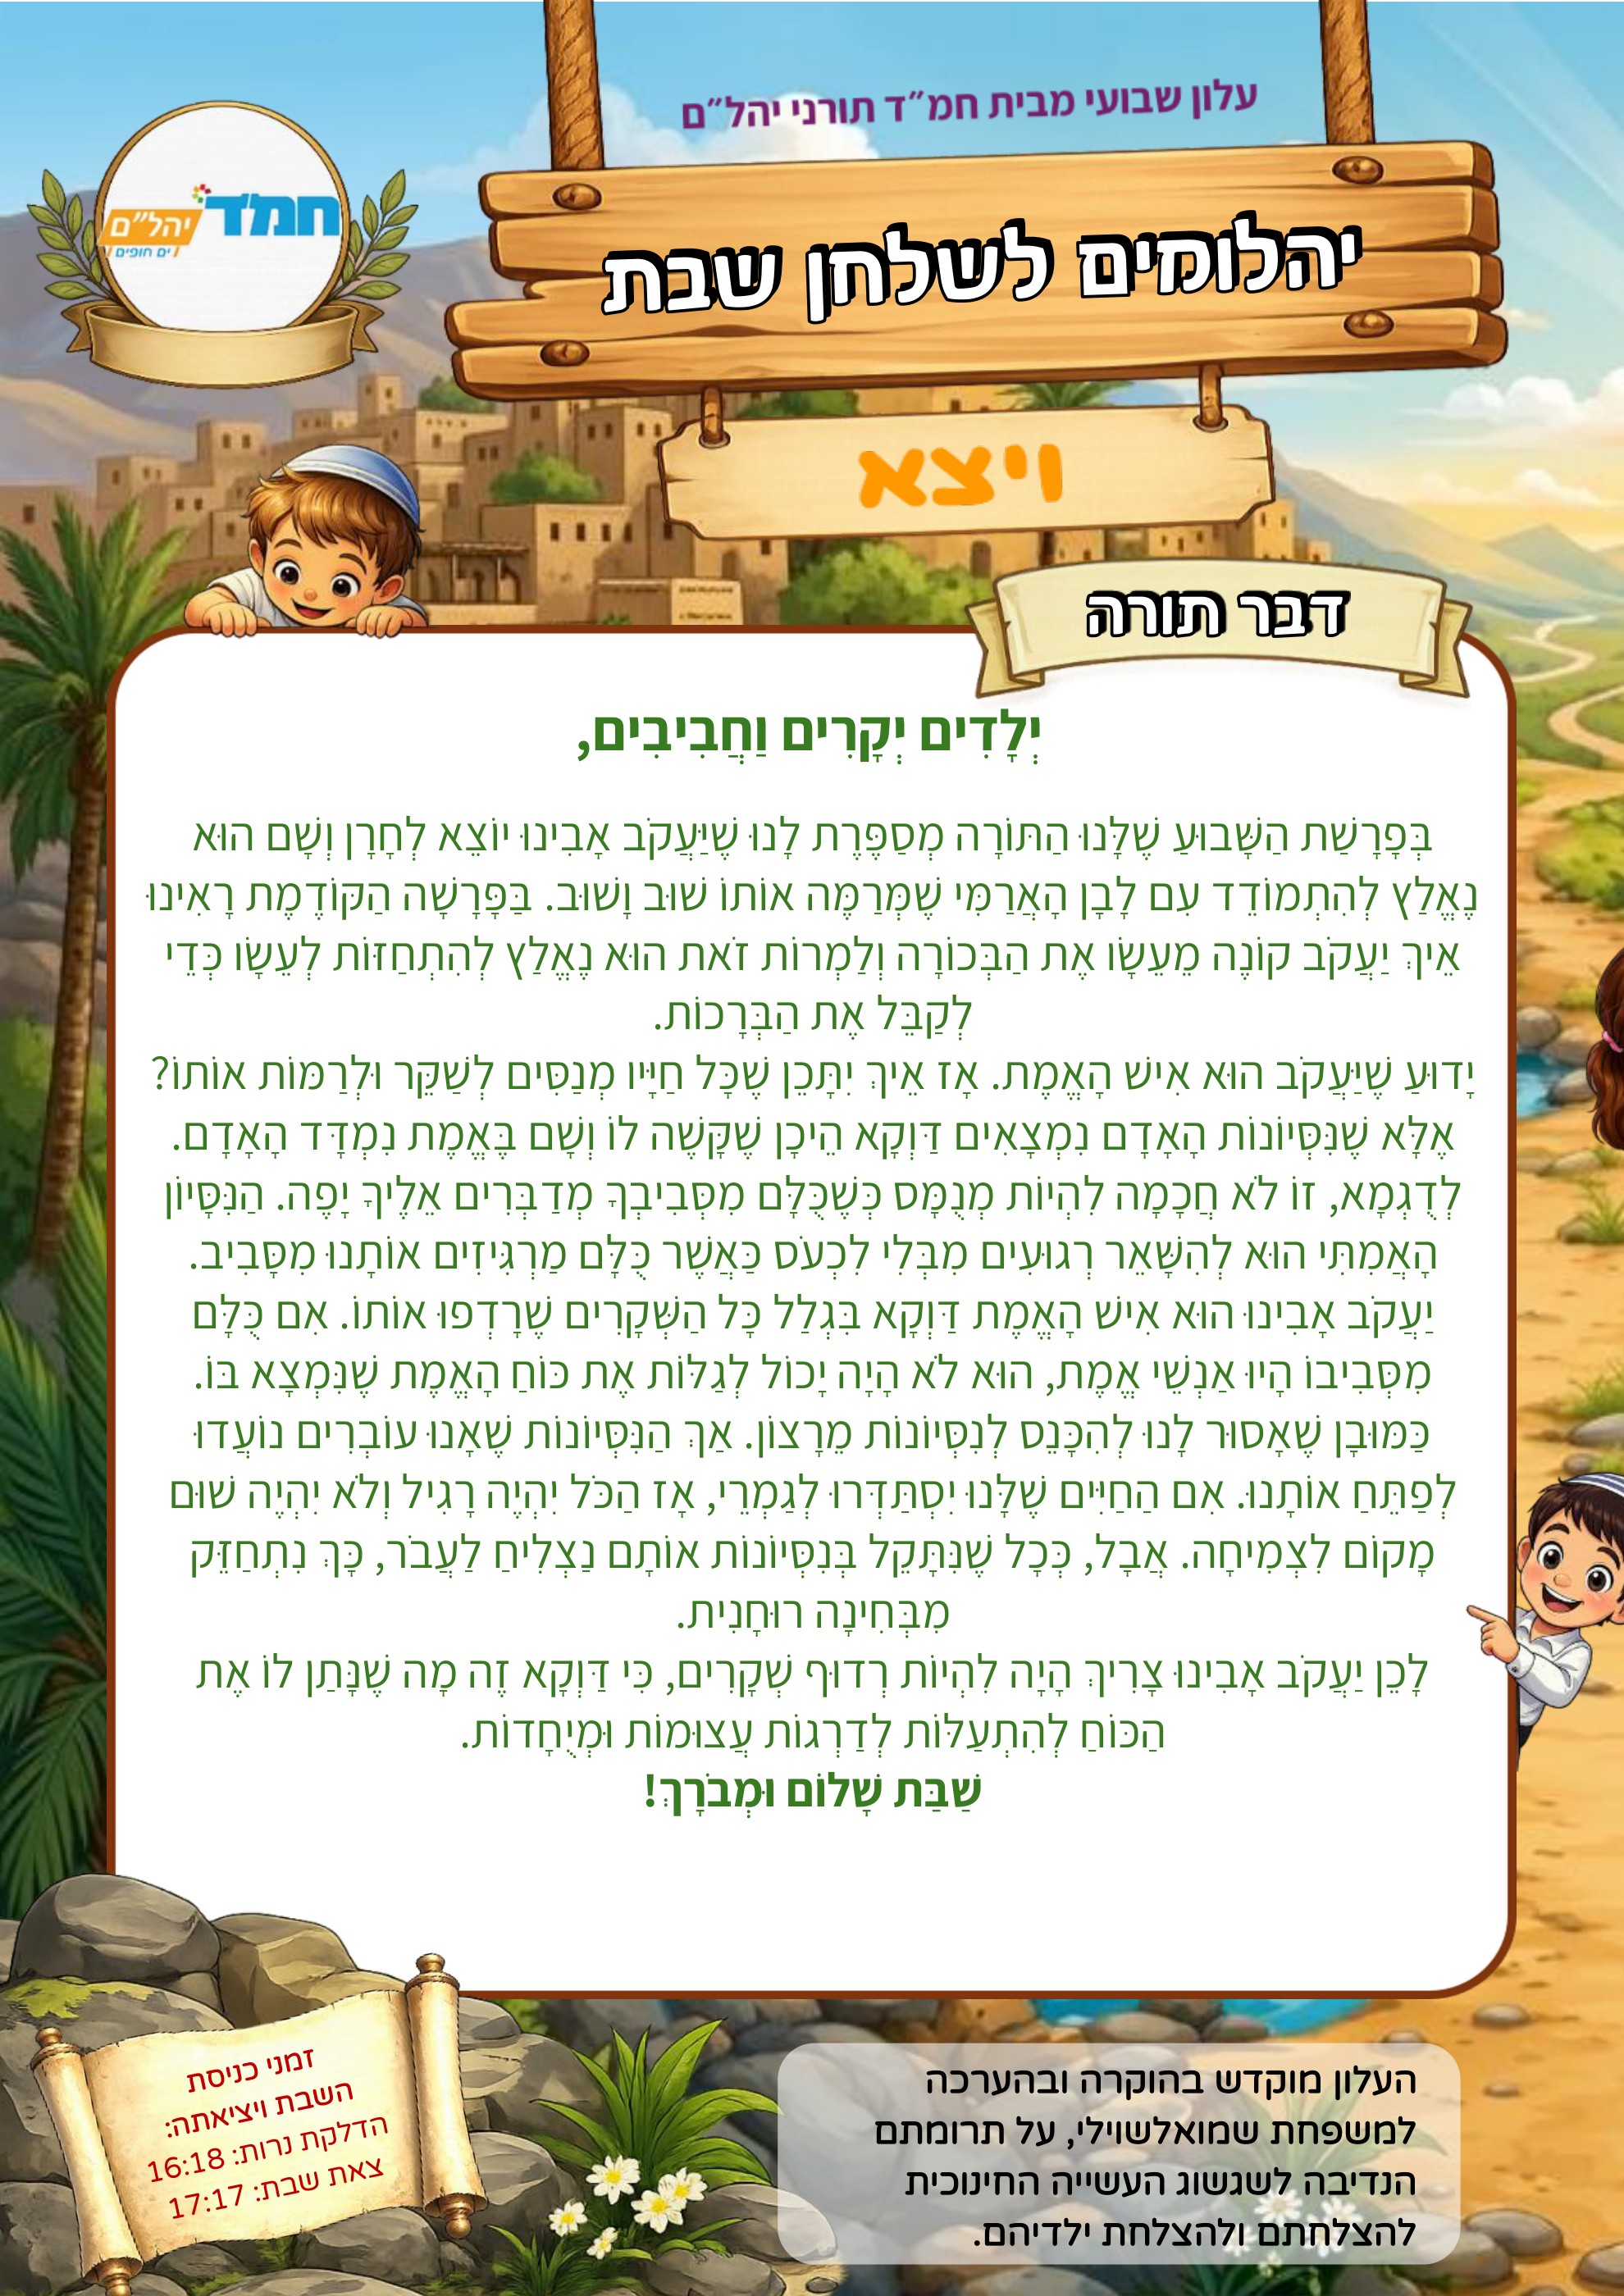 עלון שבועי מבית חמ״ד תורני יהל״ם
חמ״ד
יהל״ם
ים חופים
יהלומים לשלחן שבת
ויצא
דבר תורה
יְלָדִים יְקָרִים וַחֲבִיבִים,
בְּפָרָשַׁת הַשָּׁבוּעַ שֶׁלָּנוּ הַתּוֹרָה מְסַפֶּרֶת לָנוּ שֶׁיַּעֲקֹב אָבִינוּ יוֹצֵא לְחָרָן וְשָׁם הוּא
נֶאֱלַץ לְהִתְמוֹדֵד עִם לָבָן הָאֲרַמִּי שֶׁמְּרַמֶּה אוֹתוֹ שׁוּב וָשׁוּב. בַּפָּרָשָׁה הַקּוֹדֶמֶת רָאִינוּ
אֵיךְ יַעֲקֹב קוֹנֶה מֵעֵשָׂו אֶת הַבְּכוֹרָה וְלַמְרוֹת זֹאת הוּא נֶאֱלַץ לְהִתְחַזּוֹת לְעֵשָׂו כְּדֵי
לְקַבֵּל אֶת הַבְּרָכוֹת.
יָדוּעַ שֶׁיַּעֲקֹב הוּא אִישׁ הָאֱמֶת. אָז אֵיךְ יִתָּכֵן שֶׁכָּל חַיָּיו מְנַסִּים לְשַׁקֵּר וּלְרַמּוֹת אוֹתוֹ?
אֶלָּא שֶׁנִּסְיוֹנוֹת הָאָדָם נִמְצָאִים דַּוְקָא הֵיכָן שֶׁקָּשֶׁה לוֹ וְשָׁם בֶּאֱמֶת נִמְדָּד הָאָדָם.
לְדֻגְמָא, זוֹ לֹא חֲכָמָה לִהְיוֹת מְנֻמָּס כְּשֶׁכֻּלָּם מִסְּבִיבְךָ מְדַבְּרִים אֵלֶיךָ יָפֶה. הַנִּסָּיוֹן
הָאֲמִתִּי הוּא לְהִשָּׁאֵר רְגוּעִים מִבְּלִי לִכְעֹס כַּאֲשֶׁר כֻּלָּם מַרְגִּיזִים אוֹתָנוּ מִסָּבִיב.
יַעֲקֹב אָבִינוּ הוּא אִישׁ הָאֱמֶת דַּוְקָא בִּגְלַל כָּל הַשְּׁקָרִים שֶׁרָדְפוּ אוֹתוֹ. אִם כֻּלָּם
מִסְּבִיבוֹ הָיוּ אַנְשֵׁי אֱמֶת, הוּא לֹא הָיָה יָכוֹל לְגַלּוֹת אֶת כּוֹחַ הָאֱמֶת שֶׁנִּמְצָא בּוֹ.
כַּמּוּבָן שֶׁאָסוּר לָנוּ לְהִכָּנֵס לְנִסְיוֹנוֹת מֵרָצוֹן. אַךְ הַנִּסְיוֹנוֹת שֶׁאָנוּ עוֹבְרִים נוֹעֲדוּ
לְפַתֵּחַ אוֹתָנוּ. אִם הַחַיִּים שֶׁלָּנוּ יִסְתַּדְּרוּ לְגַמְרֵי, אָז הַכֹּל יִהְיֶה רָגִיל וְלֹא יִהְיֶה שׁוּם
מָקוֹם לִצְמִיחָה. אֲבָל, כְּכָל שֶׁנִּתָּקֵל בְּנִסְיוֹנוֹת אוֹתָם נַצְלִיחַ לַעֲבֹר, כָּךְ נִתְחַזֵּק
מִבְּחִינָה רוּחָנִית.
לָכֵן יַעֲקֹב אָבִינוּ צָרִיךְ הָיָה לִהְיוֹת רְדוּף שְׁקָרִים, כִּי דַּוְקָא זֶה מָה שֶׁנָּתַן לוֹ אֶת
הַכּוֹחַ לְהִתְעַלּוֹת לְדַרְגוֹת עֲצוּמוֹת וּמְיֻחָדוֹת.
שַׁבַּת שָׁלוֹם וּמְבֹרָךְ!
זמני כניסת
השבת ויציאתה:
הדלקת נרות: 16:18
צאת שבת: 17:17
העלון מוקדש בהוקרה ובהערכה
למשפחת שמואלשוילי, על תרומתם
הנדיבה לשגשוג העשייה החינוכית
להצלחתם ולהצלחת ילדיהם.